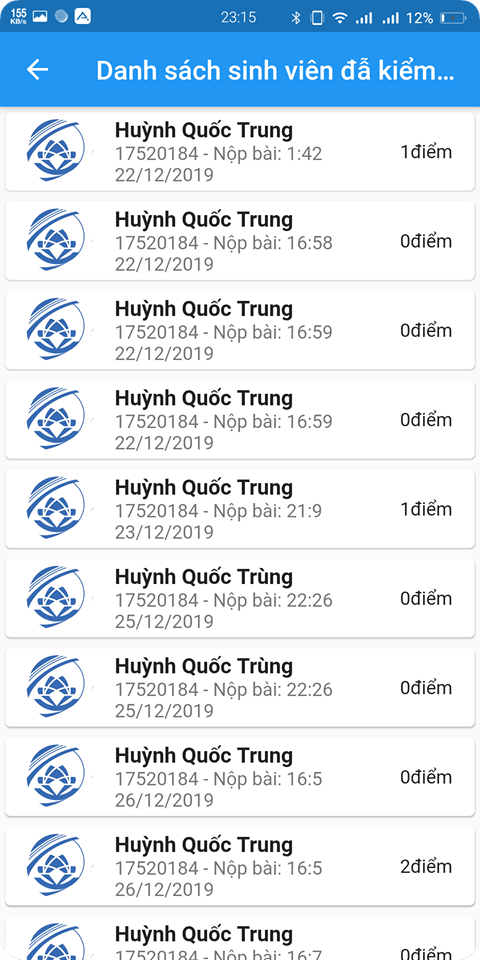 155
KB/s
23:15
12%
Danh sách sinh viên đẫ kiểm...
Huỳnh Quốc Trung
17520184 - Nộp bài: 1:42
22/12/2019
1điểm
Huỳnh Quốc Trung
17520184 - Nộp bài: 16:58
22/12/2019
0điểm
Huỳnh Quốc Trung
17520184 - Nộp bài: 16:59
22/12/2019
0điểm
Huỳnh Quốc Trung
17520184 - Nộp bài: 16:59
22/12/2019
0điểm
Huỳnh Quốc Trung
17520184 - Nộp bài: 21:9
23/12/2019
1điểm
Huỳnh Quốc Trùng
17520184 - Nộp bài: 22:26
25/12/2019
0điểm
Huỳnh Quốc Trùng
17520184 - Nộp bài: 22:26
25/12/2019
0điểm
Huỳnh Quốc Trung
17520184 - Nộp bài: 16:5
26/12/2019
0điểm
Huỳnh Quốc Trung
17520184 - Nộp bài: 16:5
26/12/2019
2điểm
Huỳnh Quốc Trung
17520184 - Nộp bài: 16:7
0điểm